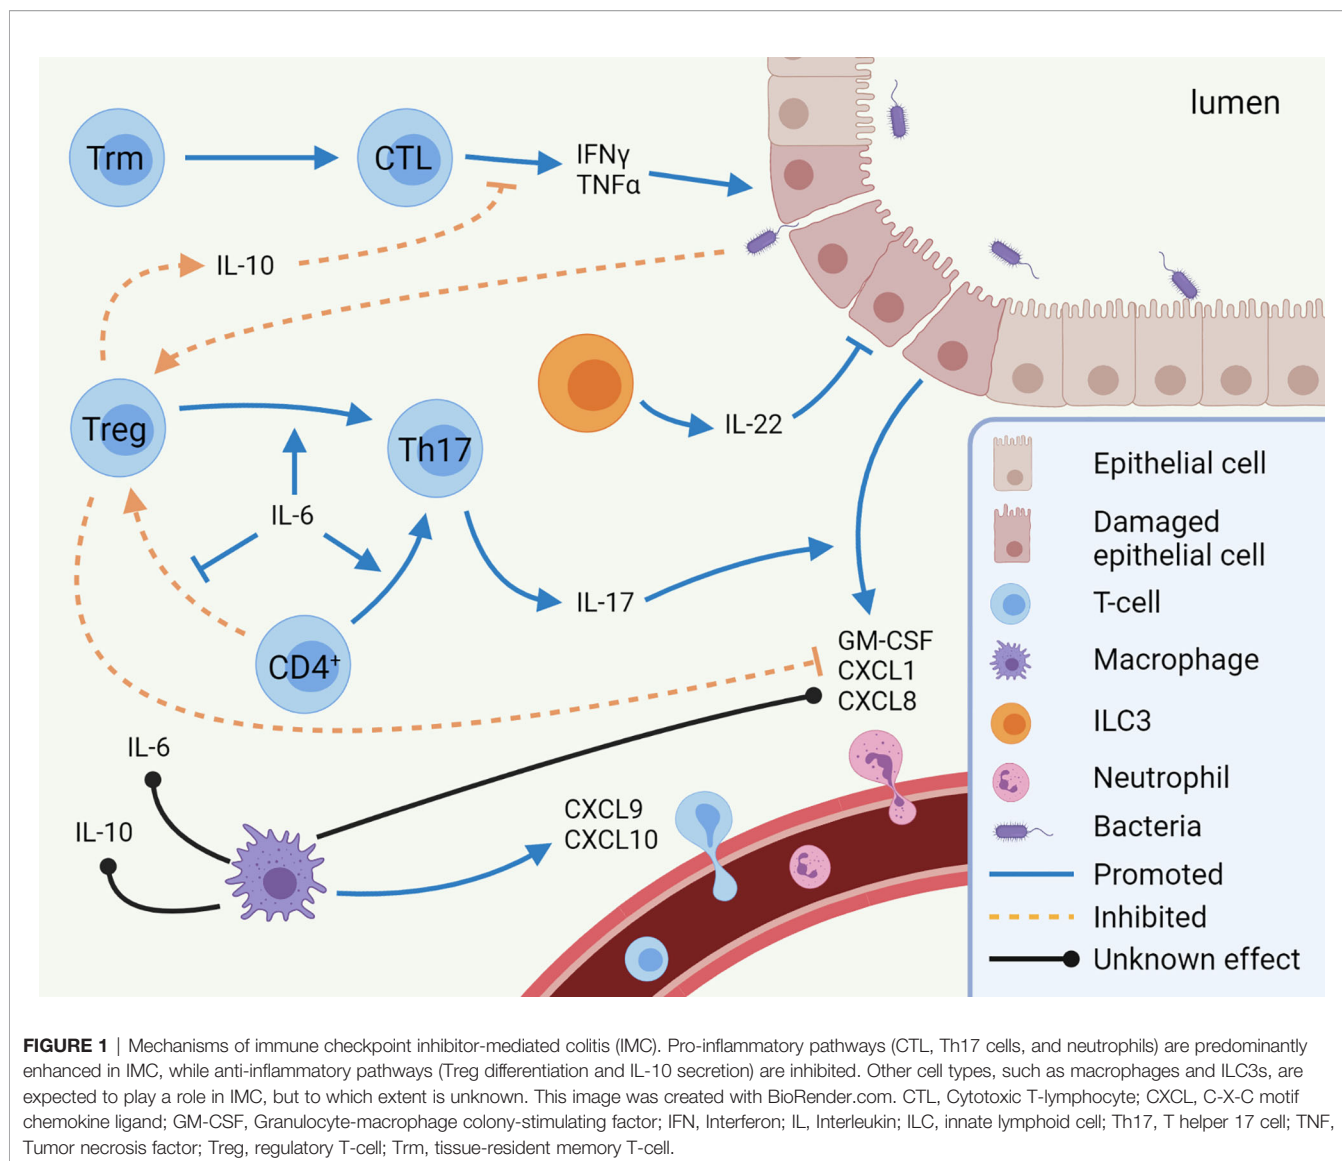 lumen
Trm
CTL
IFNγ
TNFα
IL-10
Treg
Th17
IL-22
IL-6
IL-17
CD4+
GM-CSF
CXCL1
CXCL8
IL-6
IL-10
CXCL9
CXCL10
Epithelial cell
Damaged
epithelial cell
T-cell
Macrophage
ILC3
Neutrophil
Bacteria
Promoted
Inhibited
Unknown effect
FIGURE 1 | Mechanisms of immune checkpoint inhibitor-mediated colitis (IMC). Pro-inflammatory pathways (CTL, Th17 cells, and neutrophils) are predominantly
enhanced in IMC, while anti-inflammatory pathways (Treg differentiation and IL-10 secretion) are inhibited. Other cell types, such as macrophages and ILC3s, are
expected to play a role in IMC, but to which extent is unknown. This image was created with BioRender.com. CTL, Cytotoxic T-lymphocyte; CXCL, C-X-C motif
chemokine ligand; GM-CSF, Granulocyte-macrophage colony-stimulating factor; IFN, Interferon; IL, Interleukin; ILC, innate lymphoid cell; Th17, T helper 17 cell; TNF,
Tumor necrosis factor; Treg, regulatory T-cell; Trm, tissue-resident memory T-cell.